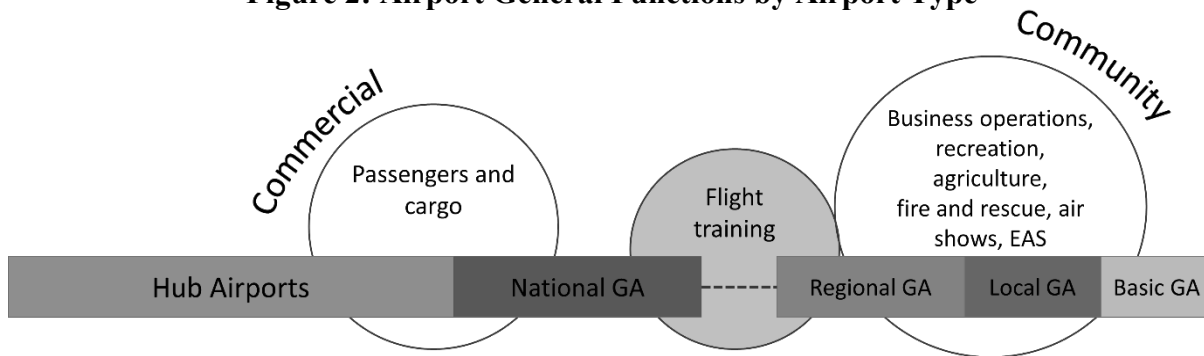 Figure 2: Airport General Functions by Airport Type
Commercial
Passengers and
cargo
Flight
training
Community
Business operations,
recreation,
agriculture,
fire and rescue, air
shows, EAS
Hub Airports
National GA
Regional GA
Local GA
Basic GA